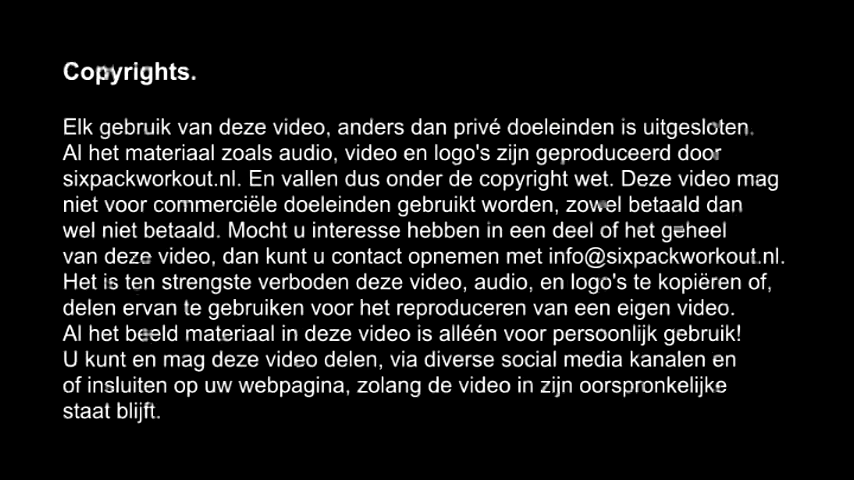 Copyrights.
Elk gebruik van deze video, anders dan privé doeleinden is uitgesloten.
Al het materiaal zoals audio, video en logo's zijn geproduceerd door
sixpackworkout.nl. En vallen dus onder de copyright wet. Deze video mag
niet voor commerciële doeleinden gebruikt worden, zowel betaald dan
wel niet betaald. Mocht u interesse hebben in een deel of het geheel
van deze video, dan kunt u contact opnemen met info@sixpackworkout.nl.
Het is ten strengste verboden deze video, audio, en logo's te kopiëren of,
delen ervan te gebruiken voor het reproduceren van een eigen video.
Al het beeld materiaal in deze video is alléén voor persoonlijk gebruik!
U kunt en mag deze video delen, via diverse social media kanalen en
of insluiten op uw webpagina, zolang de video in zijn oorspronkelijke
staat blijft.